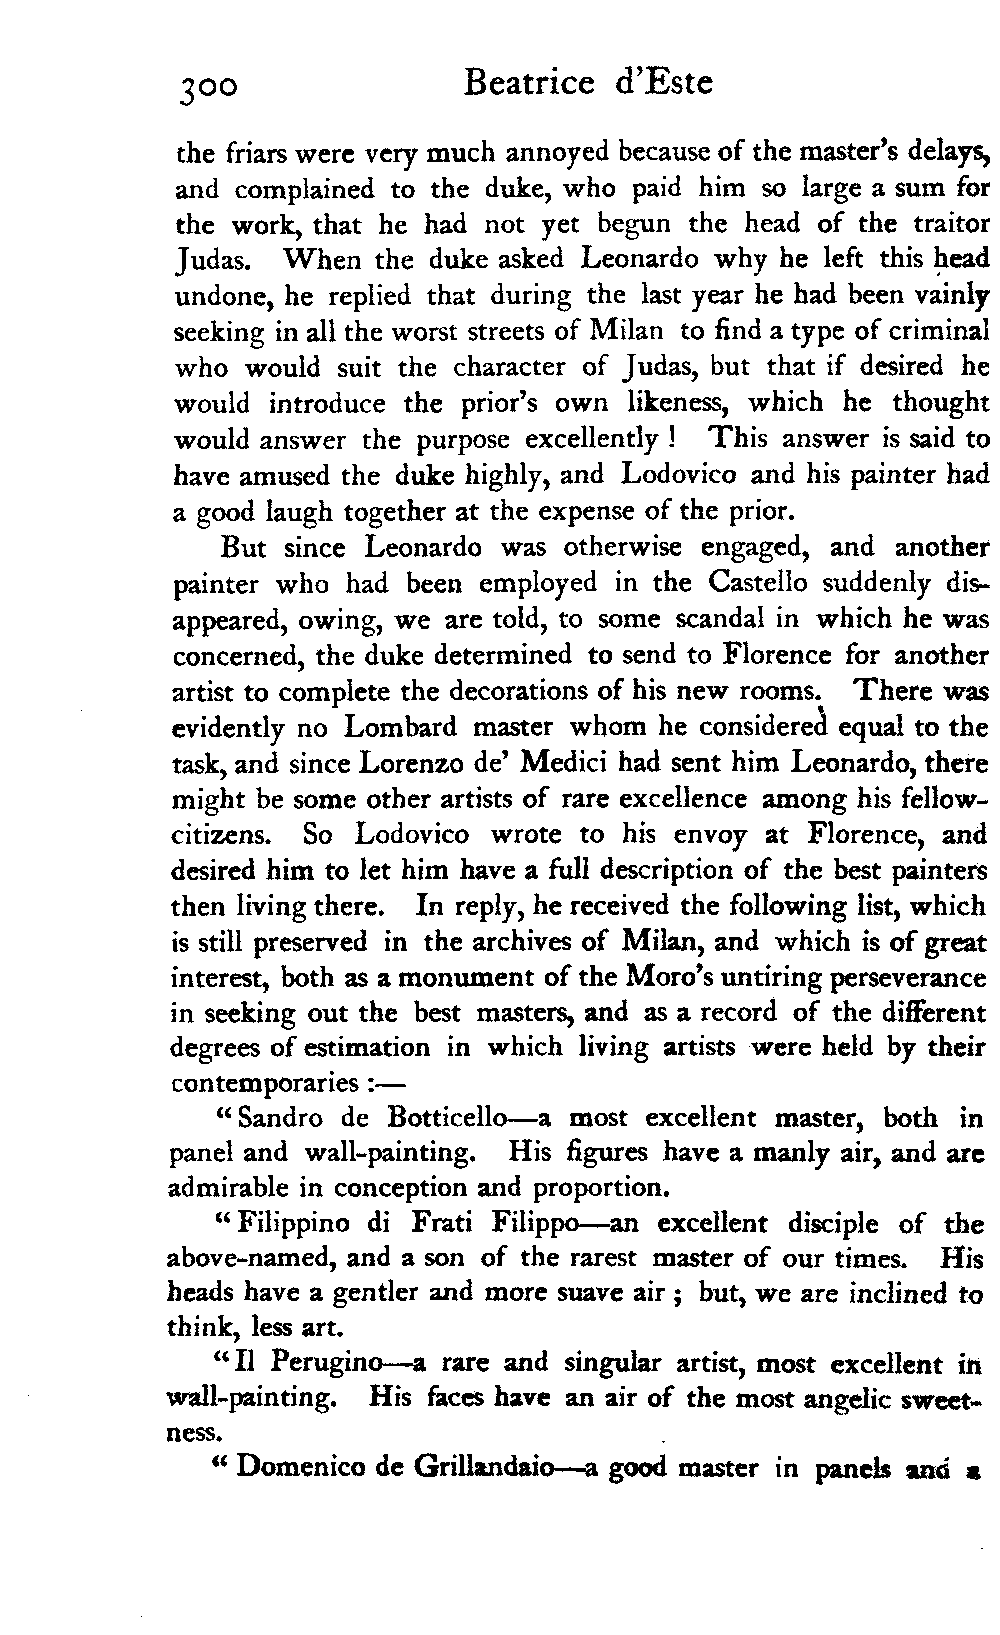 300 Beatrice d'Este
the friars were very much annoyed because of the master's delays,
and complained to the duke, who paid him so large a sum for
the work, that he had not yet begun the head of the traitor
Judas. When the duke asked Leonardo why he left this head
undone, he replied that during the last year he had been vainly
seeking in all the worst streets of Milan to find a type of criminal
who would suit the character of Judas, but that if desired he
would introduce the prior's own likeness, which he thought
would answer the purpose excellently ! This answer is said to
have amused the duke highly, and Lodovico and his painter had
a good laugh together at the expense of the prior.
But since Leonardo was otherwise engaged, and another
painter who had been employed in the Castello suddenly dis-
appeared, owing, we are told, to some scandal in which he was
concerned, the duke determined to send to Florence for another
artist to complete the decorations of his new rooms. There was
evidently no Lombard master whom he considered equal to the
task, and since Lorenzo de' Medici had sent him Leonardo, there
might be some other artists of rare excellence among his fellow-
citizens. So Lodovico wrote to his envoy at Florence, and
desired him to let him have a full description of the best painters
then living there. In reply, he received the following list, which
is still preserved in the archives of Milan, and which is of great
interest, both as a monument of the Moro's untiring perseverance
in seeking out the best masters, and as a record of the different
degrees of estimation in which living artists were held by their
contemporaries :—
“Sandro de Botticello—a most excellent master, both in
panel and wall-painting. His figures have a manly air, and are
admirable in conception and proportion.
“Filippino di Frati Filippo—an excellent disciple of the
above-named, and a son of the rarest master of our times. His
heads have a gentler and more suave air ; but, we are inclined to
think, less art.
“Il Perugino—a rare and singular artist, most excellent in
wall-painting. His faces have an air of the most angelic sweet-
ness.
“ Domenico de Grillandaio—a good master in panels and a